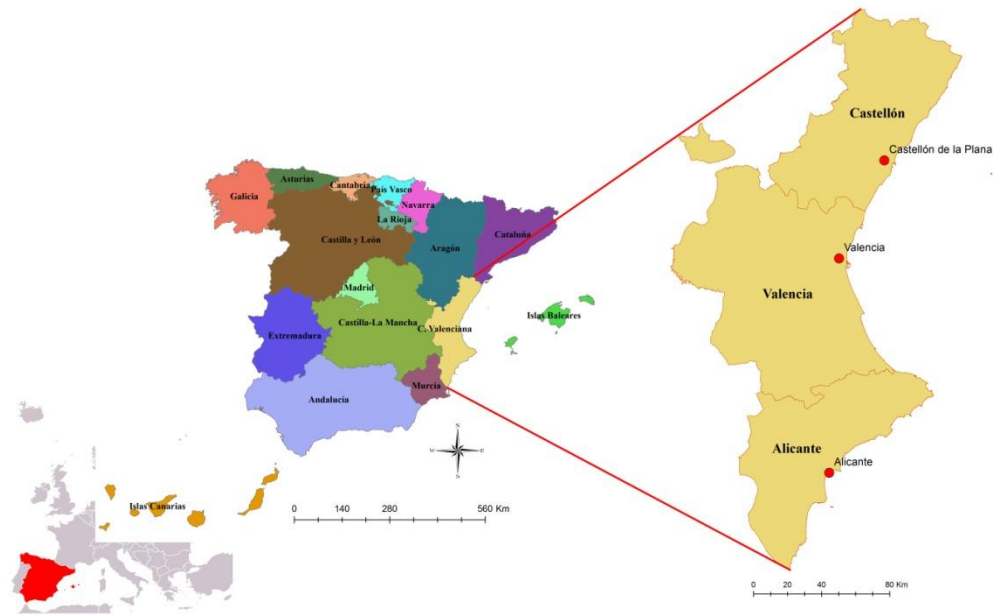 Castellón
Castellón de la Plana
Asturias
Cantabria
País Vasco
Galicia
Navarra
La Rioja
Castilla y León
Aragón
Cataluña
Valencia
Madrid
Valencia
Castilla-La Mancha
C. Valenciana
Islas Baleares
Extremadura
Murcia
Andalucía
Alicante
Alicante
N
W E
S
Islas Canarias
0 140 280 560 Km
0 20 40 80 Km